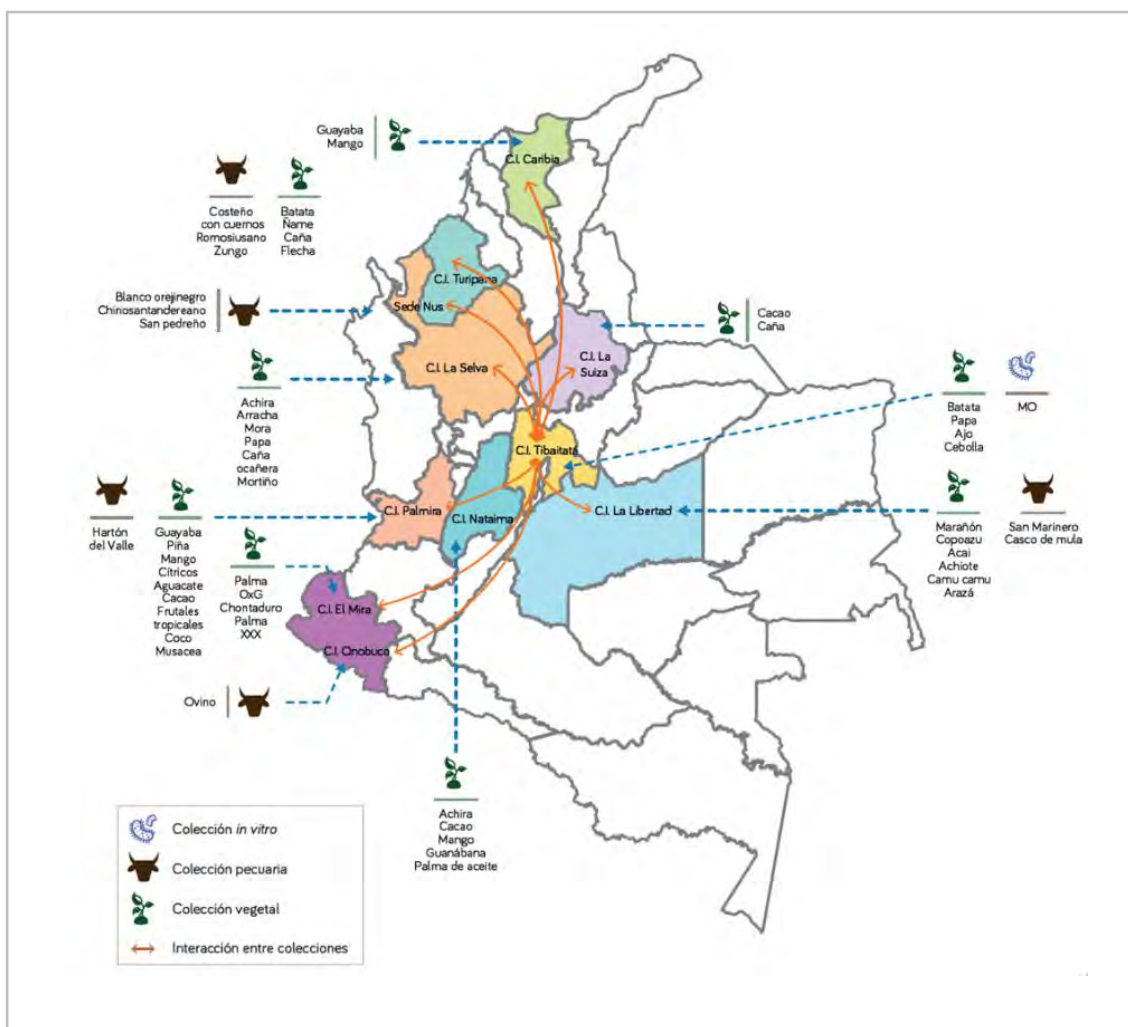 Guayaba
Mango
C.I. Caribia
Costeño
con cuernos
Romosiusano
Zungo
Batata
Ñame
Caña
Flecha
C.I. Turipana
Blanco orejinegro
Chinosantandereano
San pedreño
Sede Nus
Cacao
Caña
C.I. La Selva
C.I. La
Suiza
Achira
Arracha
Mora
Papa
Caña
ocañera
Mortiño
Batata
Papa
Ajo
Cebolla
MO
C.I. Tibaitatá
Hartón
del Valle
Guayaba
Piña
Mango
Cítricos
Aguacate
Cacao
Frutales
tropicales
Coco
Musacea
Palma
OxG
Chontaduro
Palma
XXX
C.I. Palmira
C.I. Nataima
C.I. La Libertad
Marañón
Copoazu
Acai
Achiote
Camu camu
Arazá
San Marinero
Casco de mula
C.I. El Mira
C.I. Onobuco
Ovino
Achira
Cacao
Mango
Guanábana
Palma de aceite
Colección in vitro
Colección pecuaria
Colección vegetal
Interacción entre colecciones